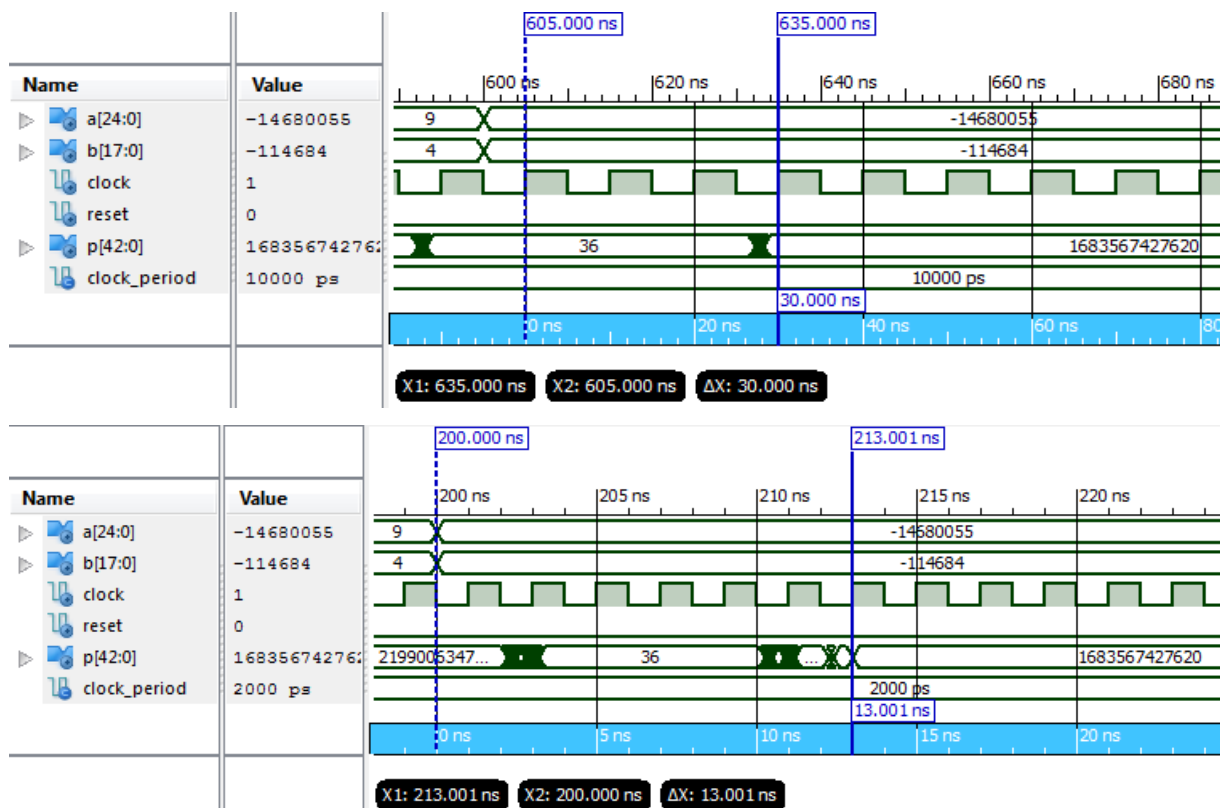 605.000 ns 635.000 ns
Name Value 600 ns 620 ns 640 ns 660 ns 680 ns
a[24:0] -14680055 9 -14680055
b[17:0] -114684 4 -114684
clock 1
reset 0
p[42:0] 168356742762 36 1683567427620
clock_period 10000 ps 10000 ps
30.000 ns
0 ns 20 ns 40 ns 60 ns 80
X1: 635.000 ns X2: 605.000 ns ΔX: 30.000 ns
200.000 ns 213.001 ns
Name Value 200 ns 205 ns 210 ns 215 ns 220 ns
a[24:0] -14680055 9 -14680055
b[17:0] -114684 4 -114684
clock 1
reset 0
p[42:0] 168356742762 2199005347... 36 ... 1683567427620
clock_period 2000 ps 2000 ps
13.001 ns
0 ns 5 ns 10 ns 15 ns 20 ns
X1: 213.001 ns X2: 200.000 ns ΔX: 13.001 ns